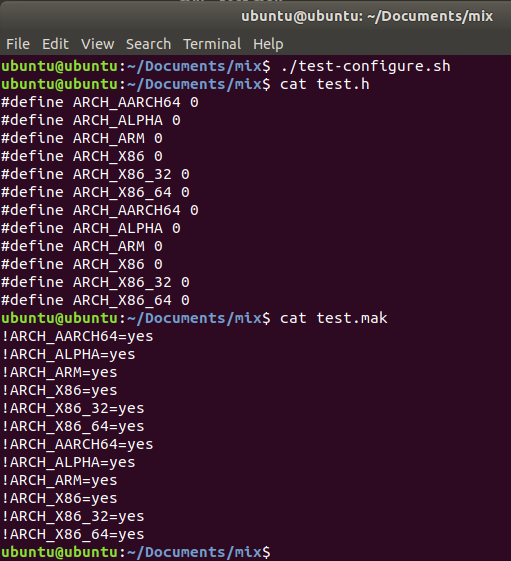 ubuntu@ubuntu: ~/Documents/mix
File Edit View Search Terminal Help
ubuntu@ubuntu:~/Documents/mix$ ./test-configure.sh
ubuntu@ubuntu:~/Documents/mix$ cat test.h
#define ARCH_AARCH64 0
#define ARCH_ALPHA 0
#define ARCH_ARM 0
#define ARCH_X86 0
#define ARCH_X86_32 0
#define ARCH_X86_64 0
#define ARCH_AARCH64 0
#define ARCH_ALPHA 0
#define ARCH_ARM 0
#define ARCH_X86 0
#define ARCH_X86_32 0
#define ARCH_X86_64 0
ubuntu@ubuntu:~/Documents/mix$ cat test.mak
!ARCH_AARCH64=yes
!ARCH_ALPHA=yes
!ARCH_ARM=yes
!ARCH_X86=yes
!ARCH_X86_32=yes
!ARCH_X86_64=yes
!ARCH_AARCH64=yes
!ARCH_ALPHA=yes
!ARCH_ARM=yes
!ARCH_X86=yes
!ARCH_X86_32=yes
!ARCH_X86_64=yes
ubuntu@ubuntu:~/Documents/mix$